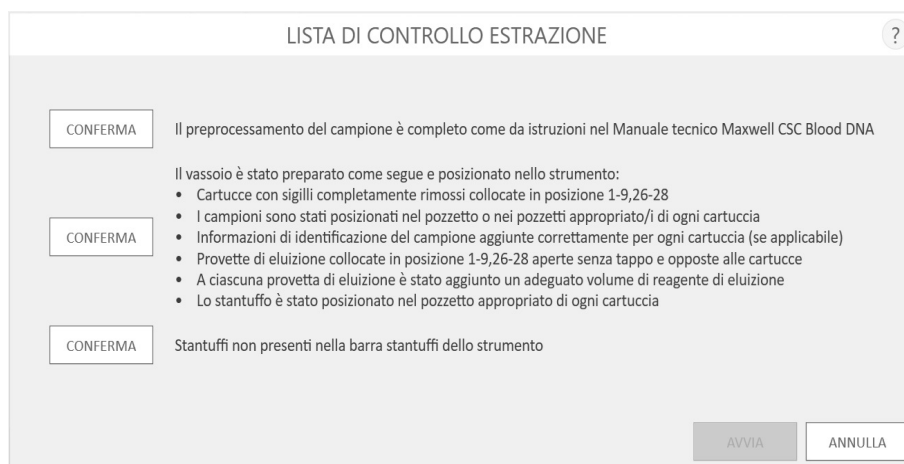 LISTA DI CONTROLLO ESTRAZIONE
?
CONFERMA
Il preprocessamento del campione è completo come da istruzioni nel Manuale tecnico Maxwell CSC Blood DNA
Il vassoio è stato preparato come segue e posizionato nello strumento:
• Cartucce con sigilli completamente rimossi collocate in posizione 1-9,26-28
• I campioni sono stati posizionati nel pozzetto o nei pozzetti appropriato/i di ogni cartuccia
CONFERMA
• Informazioni di identificazione del campione aggiunte correttamente per ogni cartuccia (se applicabile)
• Provette di eluizione collocate in posizione 1-9,26-28 aperte senza tappo e opposte alle cartucce
• A ciascuna provetta di eluizione è stato aggiunto un adeguato volume di reagente di eluizione
• Lo stantuffo è stato posizionato nel pozzetto appropriato di ogni cartuccia
CONFERMA
Stantuffi non presenti nella barra stantuffi dello strumento
AVVIA
ANNULLA